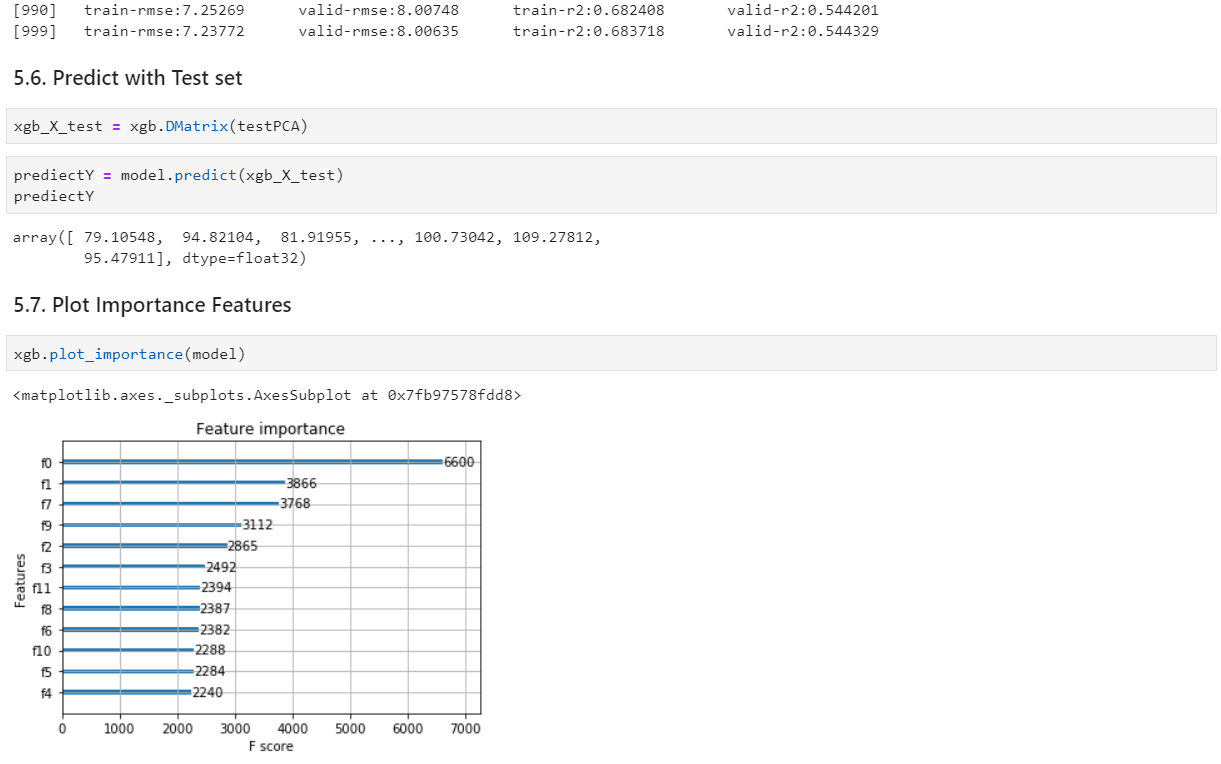 [990] train-rmse:7.25269 valid-rmse:8.00748 train-r2:0.682408 valid-r2:0.544201
[999] train-rmse:7.23772 valid-rmse:8.00635 train-r2:0.683718 valid-r2:0.544329
5.6. Predict with Test set
xgb_X_test = xgb.DMatrix(testPCA)
prediectY = model.predict(xgb_X_test)
prediectY
array([ 79.10548, 94.82104, 81.91955, ..., 100.73042, 109.27812,
95.47911], dtype=float32)
5.7. Plot Importance Features
xgb.plot_importance(model)
<matplotlib.axes._subplots.AxesSubplot at 0x7fb97578fdd8>
Feature importance
f0 6600
f1 3866
f7 3768
f9 3112
f2 2865
f3 2492
f11 2394
f8 2387
f6 2382
f10 2288
f5 2284
f4 2240
Features
0 1000 2000 3000 4000 5000 6000 7000
F score